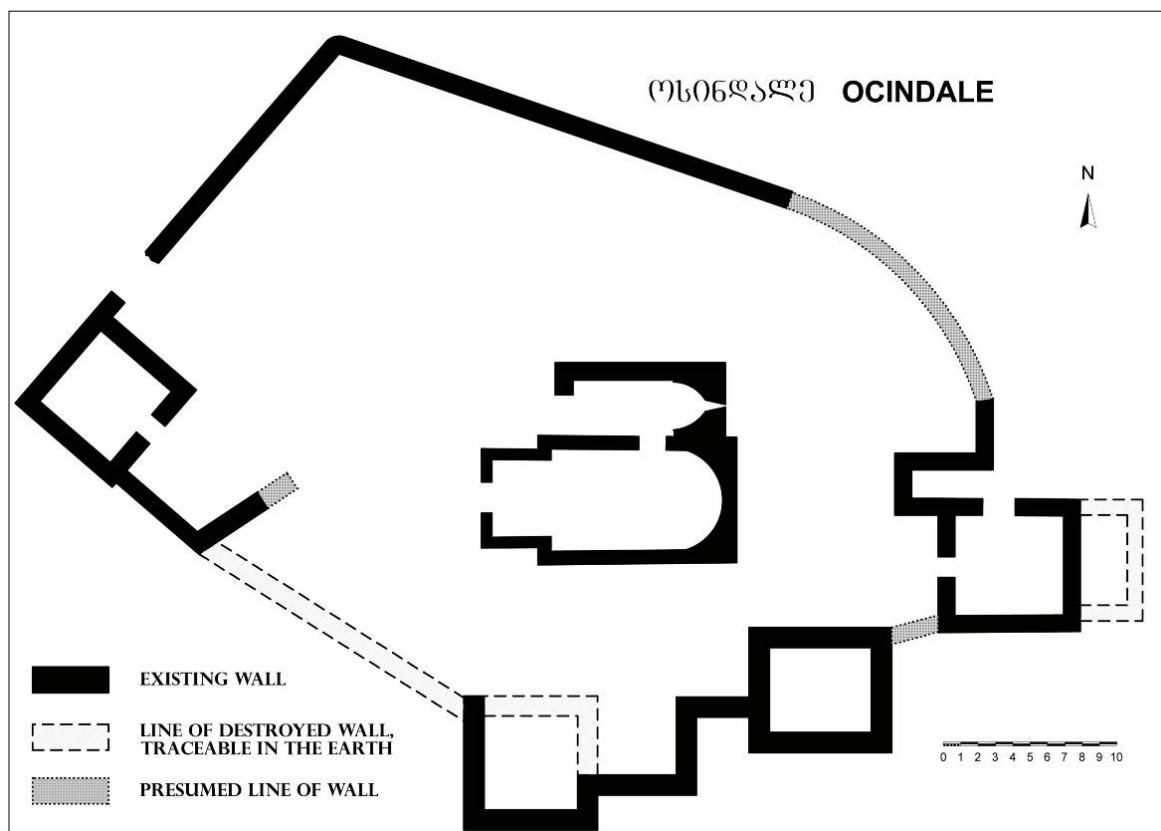 ოსინდალე OCINDALE
N
EXISTING WALL
LINE OF DESTROYED WALL,
TRACEABLE IN THE EARTH
PRESUMED LINE OF WALL
0 1 2 3 4 5 6 7 8 9 10